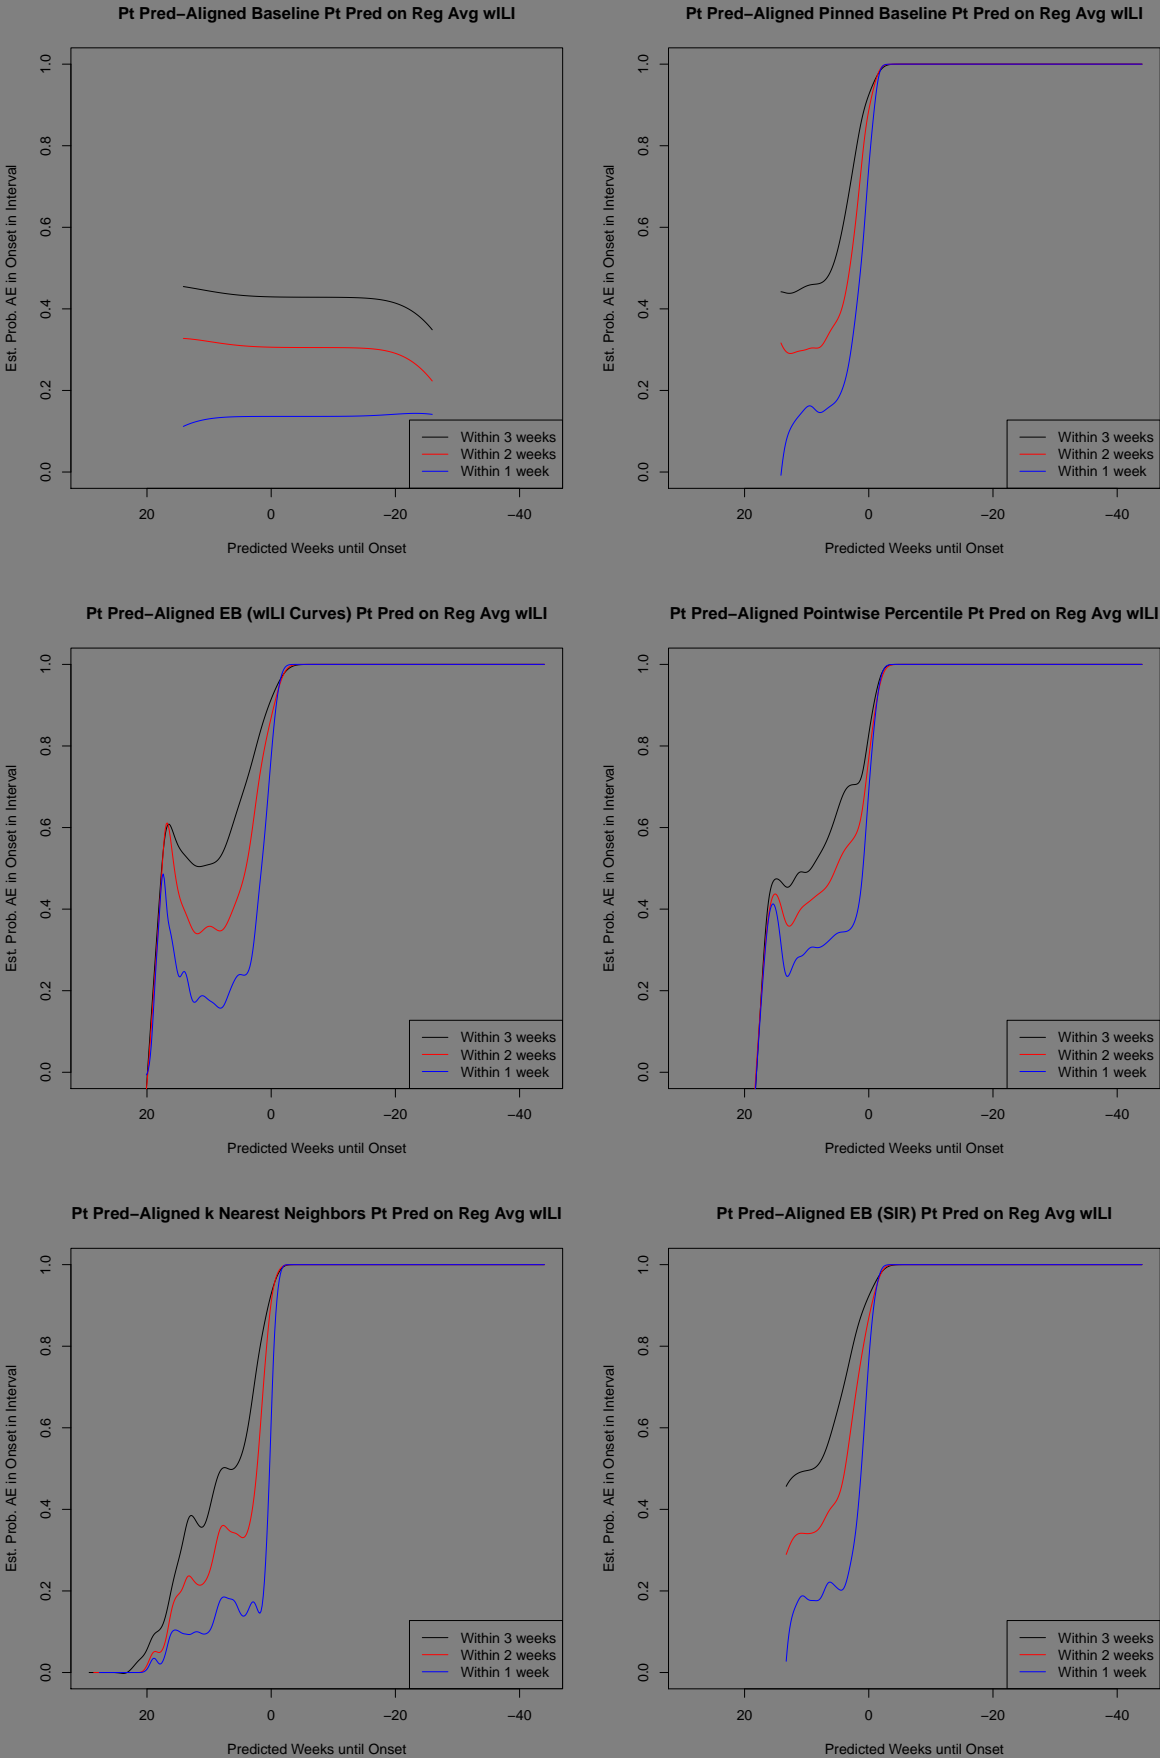 Pt Pred−Aligned Baseline Pt Pred on Reg Avg wILI
Est. Prob. AE in Onset in Interval
1.0
0.8
0.6
0.4
0.2
0.0
20
0
−20
−40
Predicted Weeks until Onset
Within 3 weeks
Within 2 weeks
Within 1 week
Pt Pred−Aligned Pinned Baseline Pt Pred on Reg Avg wILI
Est. Prob. AE in Onset in Interval
1.0
0.8
0.6
0.4
0.2
0.0
20
0
−20
−40
Predicted Weeks until Onset
Within 3 weeks
Within 2 weeks
Within 1 week
Pt Pred−Aligned EB (wILI Curves) Pt Pred on Reg Avg wILI
Est. Prob. AE in Onset in Interval
1.0
0.8
0.6
0.4
0.2
0.0
20
0
−20
−40
Predicted Weeks until Onset
Within 3 weeks
Within 2 weeks
Within 1 week
Pt Pred−Aligned Pointwise Percentile Pt Pred on Reg Avg wILI
Est. Prob. AE in Onset in Interval
1.0
0.8
0.6
0.4
0.2
0.0
20
0
−20
−40
Predicted Weeks until Onset
Within 3 weeks
Within 2 weeks
Within 1 week
Pt Pred−Aligned k Nearest Neighbors Pt Pred on Reg Avg wILI
Est. Prob. AE in Onset in Interval
1.0
0.8
0.6
0.4
0.2
0.0
20
0
−20
−40
Predicted Weeks until Onset
Within 3 weeks
Within 2 weeks
Within 1 week
Pt Pred−Aligned EB (SIR) Pt Pred on Reg Avg wILI
Est. Prob. AE in Onset in Interval
1.0
0.8
0.6
0.4
0.2
0.0
20
0
−20
−40
Predicted Weeks until Onset
Within 3 weeks
Within 2 weeks
Within 1 week